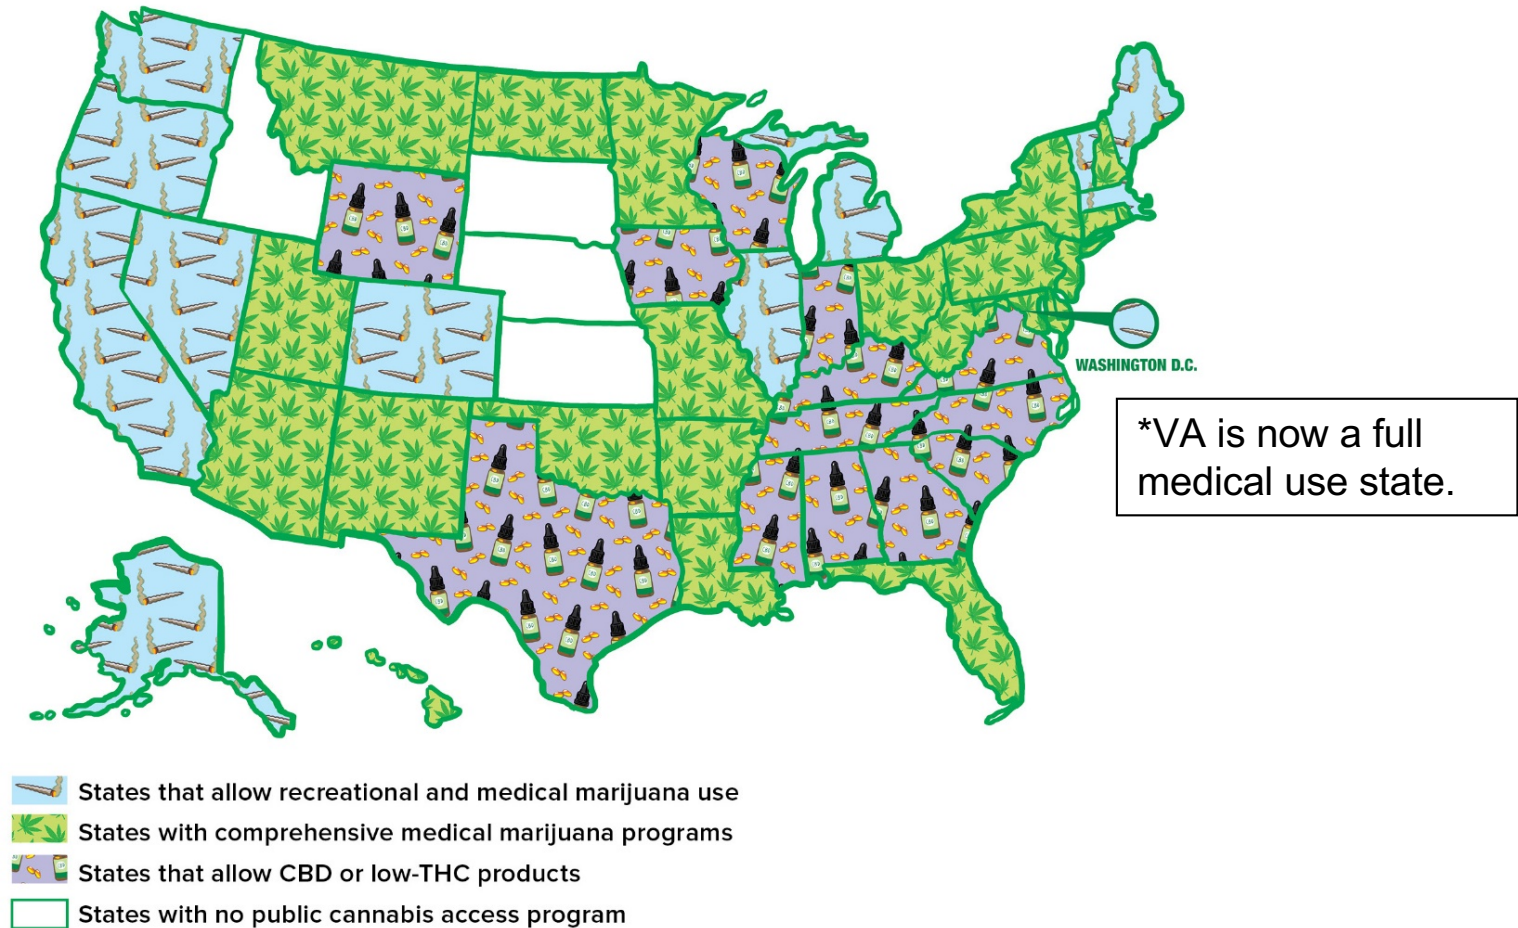 WASHINGTON D.C.
*VA is now a full
medical use state.
States that allow recreational and medical marijuana use
States with comprehensive medical marijuana programs
States that allow CBD or low-THC products
States with no public cannabis access program